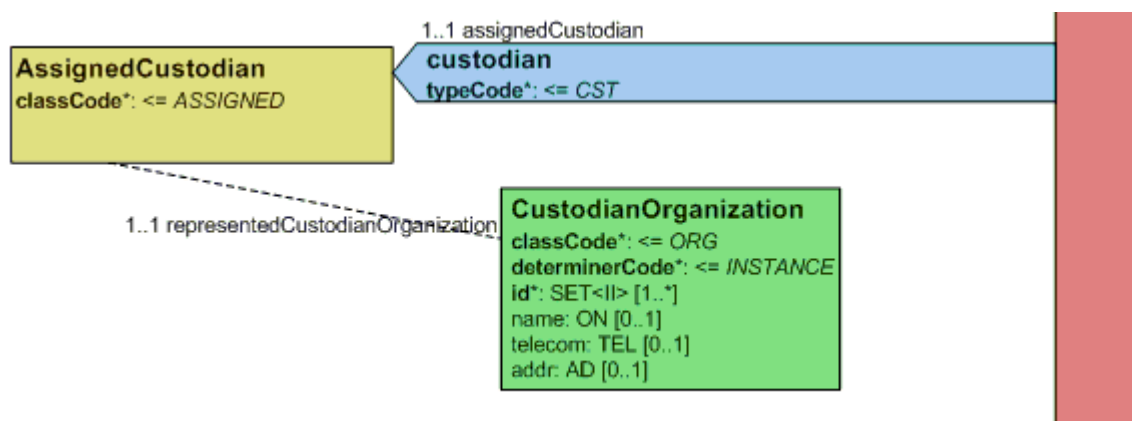 1..1 assignedCustodian
AssignedCustodian
classCode*: <= ASSIGNED
custodian
typeCode*: <= CST
1..1 representedCustodianOrganization
CustodianOrganization
classCode*: <= ORG
determinerCode*: <= INSTANCE
id*: SET<II> [1..*]
name: ON [0..1]
telecom: TEL [0..1]
addr: AD [0..1]